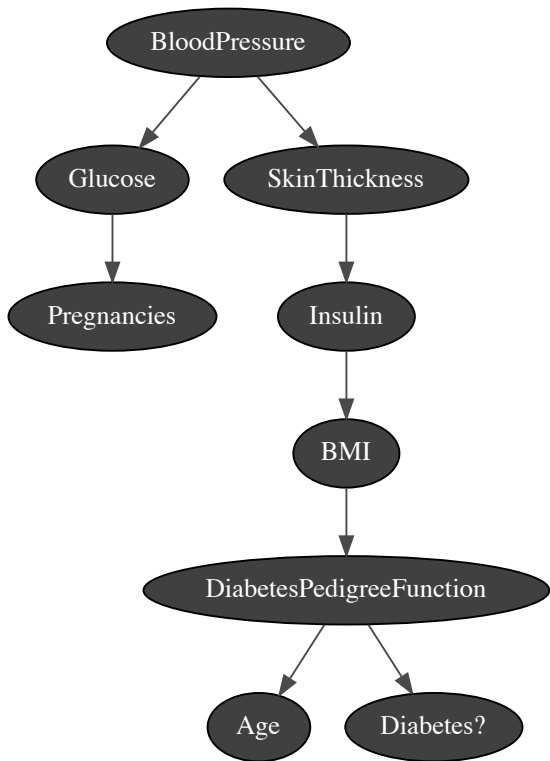 BloodPressure
Glucose
SkinThickness
Pregnancies
Insulin
BMI
DiabetesPedigreeFunction
Age
Diabetes?